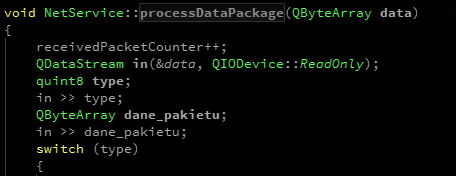 void NetService::processDataPackage(QByteArray data)
{
receivedPacketCounter++;
QDataStream in(&data, QIODevice::ReadOnly);
quint8 type;
in >> type;
QByteArray dane_pakietu;
in >> dane_pakietu;
switch (type)
{